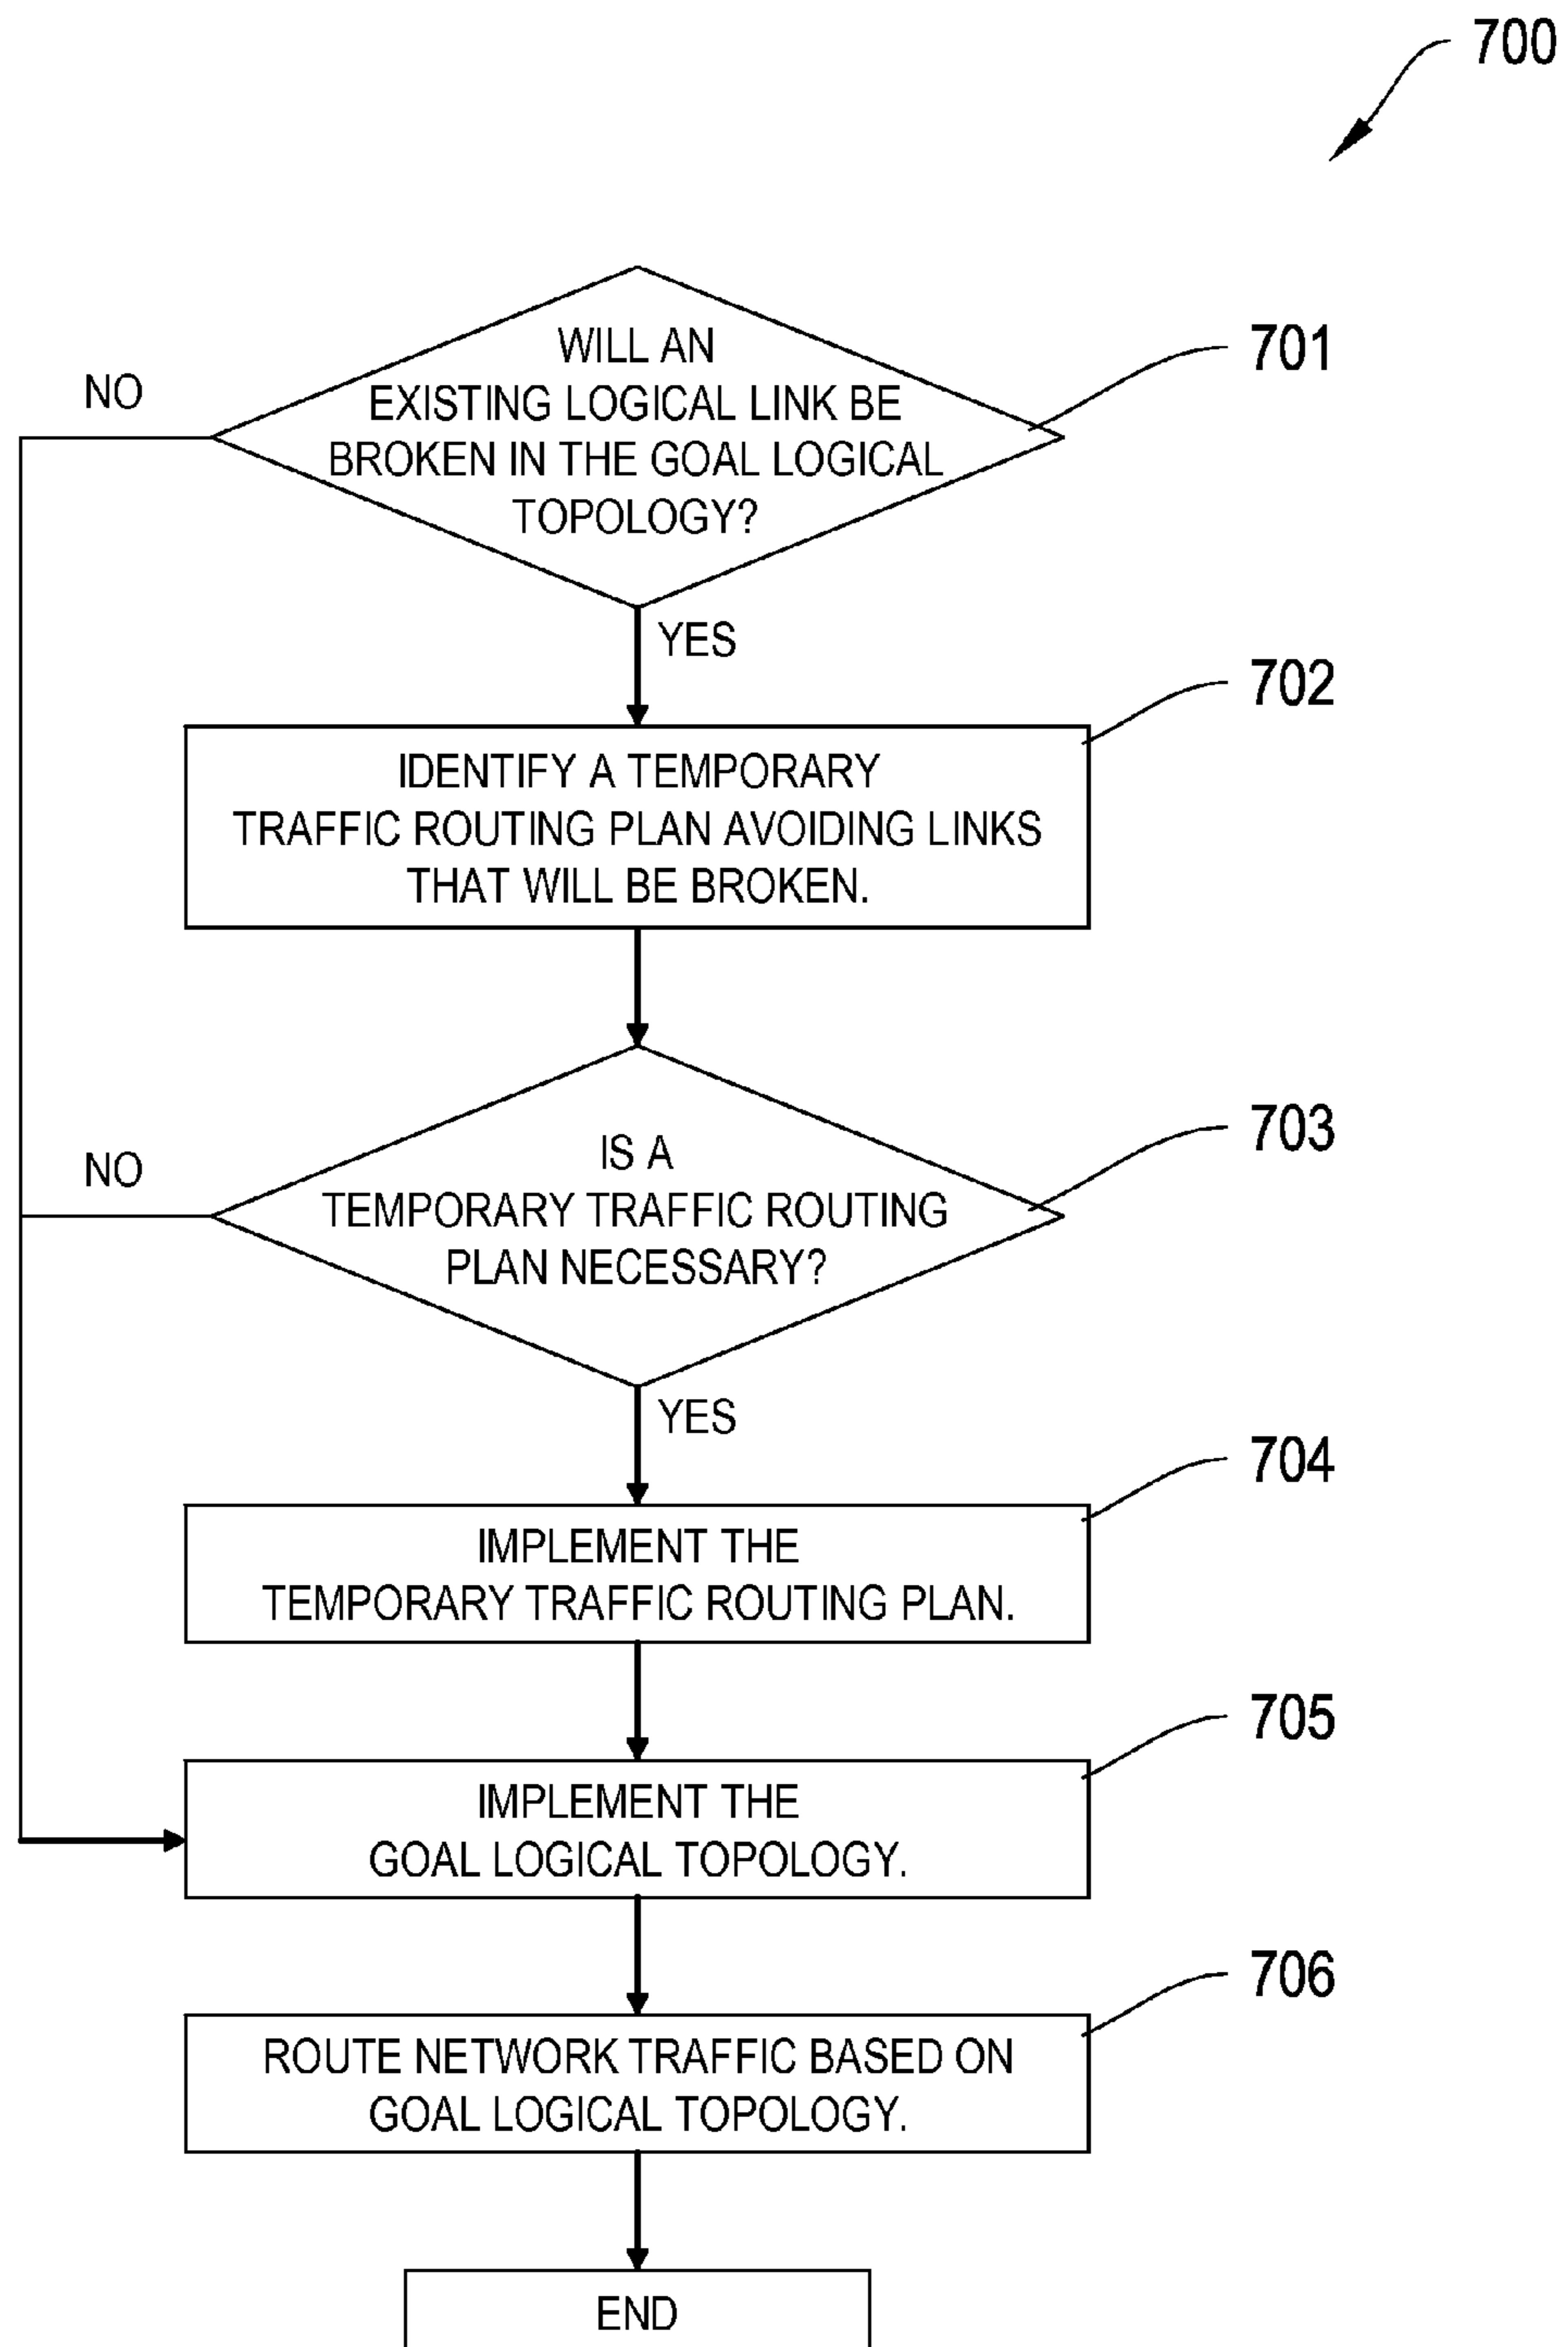 700
WILL AN
EXISTING LOGICAL LINK BE
BROKEN IN THE GOAL LOGICAL
TOPOLOGY?
701
NO
YES
702
IDENTIFY A TEMPORARY
TRAFFIC ROUTING PLAN AVOIDING LINKS
THAT WILL BE BROKEN.
703
IS A
TEMPORARY TRAFFIC ROUTING
PLAN NECESSARY?
NO
YES
704
IMPLEMENT THE
TEMPORARY TRAFFIC ROUTING PLAN.
705
IMPLEMENT THE
GOAL LOGICAL TOPOLOGY.
706
ROUTE NETWORK TRAFFIC BASED ON
GOAL LOGICAL TOPOLOGY.
END